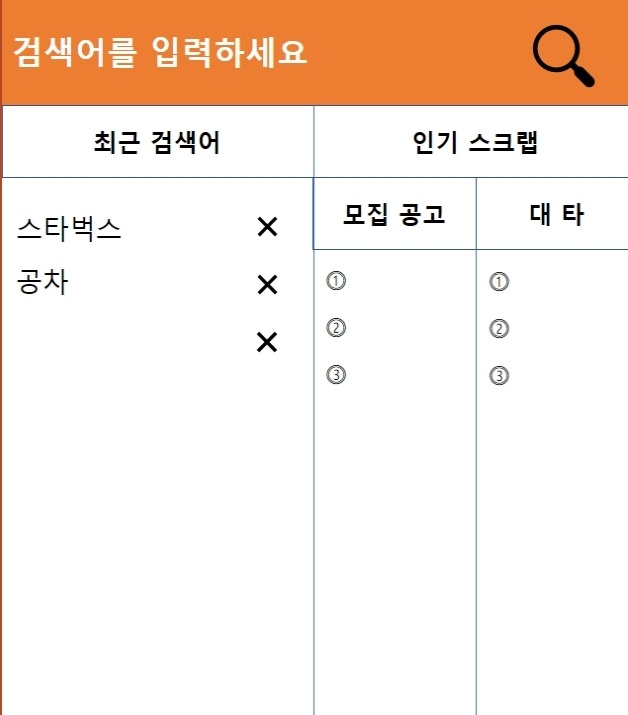 검색어를 입력하세요
최근 검색어
인기 스크랩
스타벅스 ✕
공차 ✕
✕
모집 공고
①
②
③
대 타
①
②
③